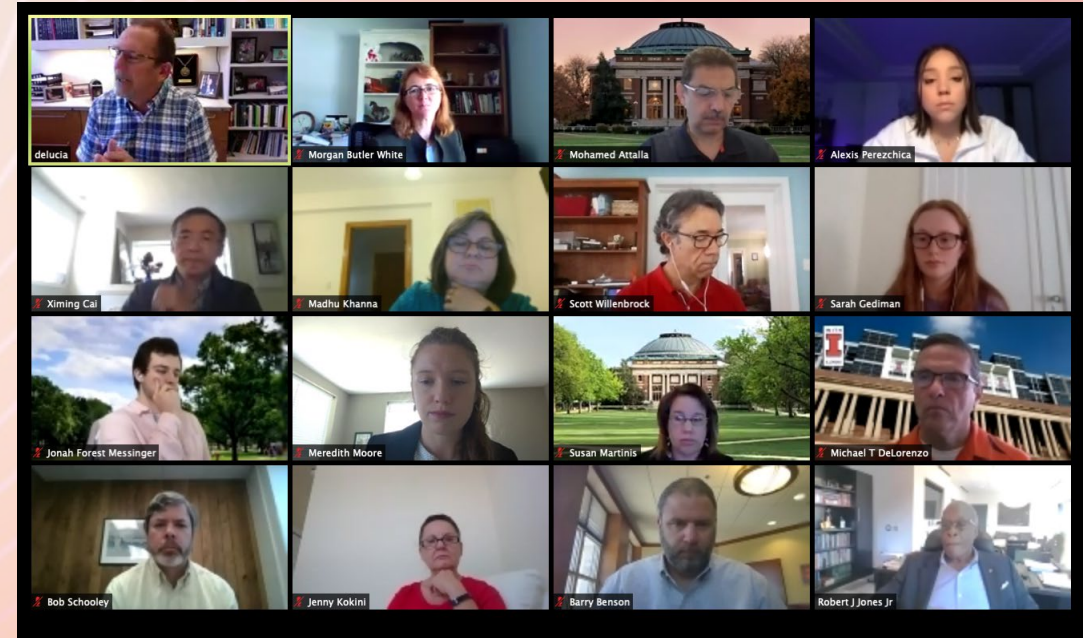 delucia
Morgan Butler White
Mohamed Attalla
Alexis Perezchica
Ximing Cai
Madhu Khanna
Scott Willenbrock
Sarah Gediman
Jonah Forest Messinger
Meredith Moore
Susan Martinis
I
Michael T DeLorenzo
Bob Schooley
Jenny Kokini
Barry Benson
Robert J Jones Jr